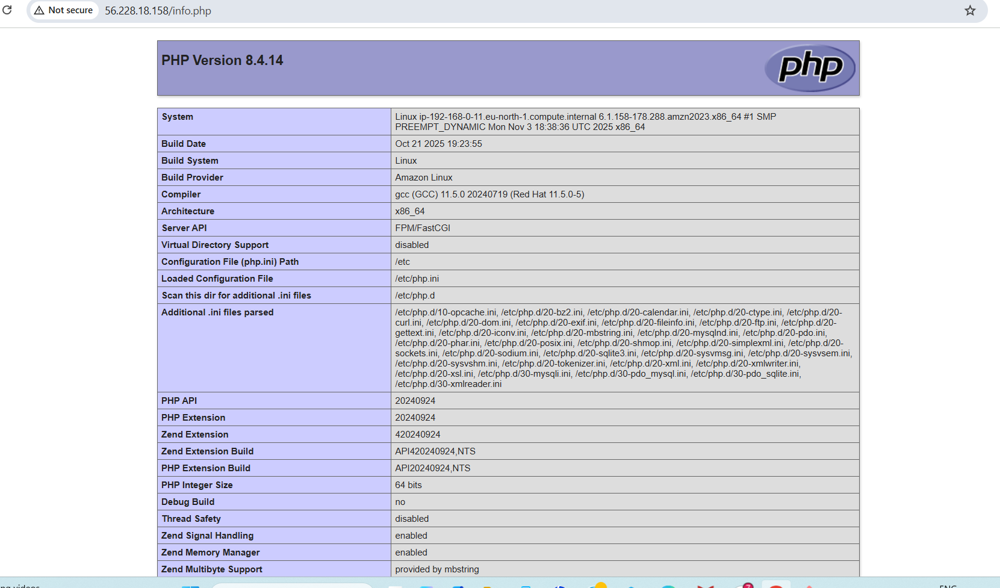 Not secure 56.228.18.158/info.php
PHP Version 8.4.14
php
System Linux ip-192-168-0-11.eu-north-1.compute.internal 6.1.158-178.288.amzn2023.x86_64 #1 SMP
PREEMPT_DYNAMIC Mon Nov 3 18:38:36 UTC 2025 x86_64
Build Date Oct 21 2025 19:23:55
Build System Linux
Build Provider Amazon Linux
Compiler gcc (GCC) 11.5.0 20240719 (Red Hat 11.5.0-5)
Architecture x86_64
Server API FPM/FastCGI
Virtual Directory Support disabled
Configuration File (php.ini) Path /etc
Loaded Configuration File /etc/php.ini
Scan this dir for additional .ini files /etc/php.d
Additional .ini files parsed /etc/php.d/10-opcache.ini, /etc/php.d/20-bz2.ini, /etc/php.d/20-calendar.ini, /etc/php.d/20-ctype.ini, /etc/php.d/20-
curl.ini, /etc/php.d/20-dom.ini, /etc/php.d/20-exif.ini, /etc/php.d/20-fileinfo.ini, /etc/php.d/20-ftp.ini, /etc/php.d/20-
gettext.ini, /etc/php.d/20-iconv.ini, /etc/php.d/20-mbstring.ini, /etc/php.d/20-mysqlnd.ini, /etc/php.d/20-pdo.ini,
/etc/php.d/20-phar.ini, /etc/php.d/20-posix.ini, /etc/php.d/20-shmop.ini, /etc/php.d/20-simplexml.ini, /etc/php.d/20-
sockets.ini, /etc/php.d/20-sodium.ini, /etc/php.d/20-sqlite3.ini, /etc/php.d/20-sysvmsg.ini, /etc/php.d/20-sysvsem.ini,
/etc/php.d/20-sysvshm.ini, /etc/php.d/20-tokenizer.ini, /etc/php.d/20-xml.ini, /etc/php.d/20-xmlwriter.ini,
/etc/php.d/20-xsl.ini, /etc/php.d/30-mysqli.ini, /etc/php.d/30-pdo_mysql.ini, /etc/php.d/30-pdo_sqlite.ini,
/etc/php.d/30-xmlreader.ini
PHP API 20240924
PHP Extension 20240924
Zend Extension 420240924
Zend Extension Build API420240924,NTS
PHP Extension Build API20240924,NTS
PHP Integer Size 64 bits
Debug Build no
Thread Safety disabled
Zend Signal Handling enabled
Zend Memory Manager enabled
Zend Multibyte Support provided by mbstring
7
ENG